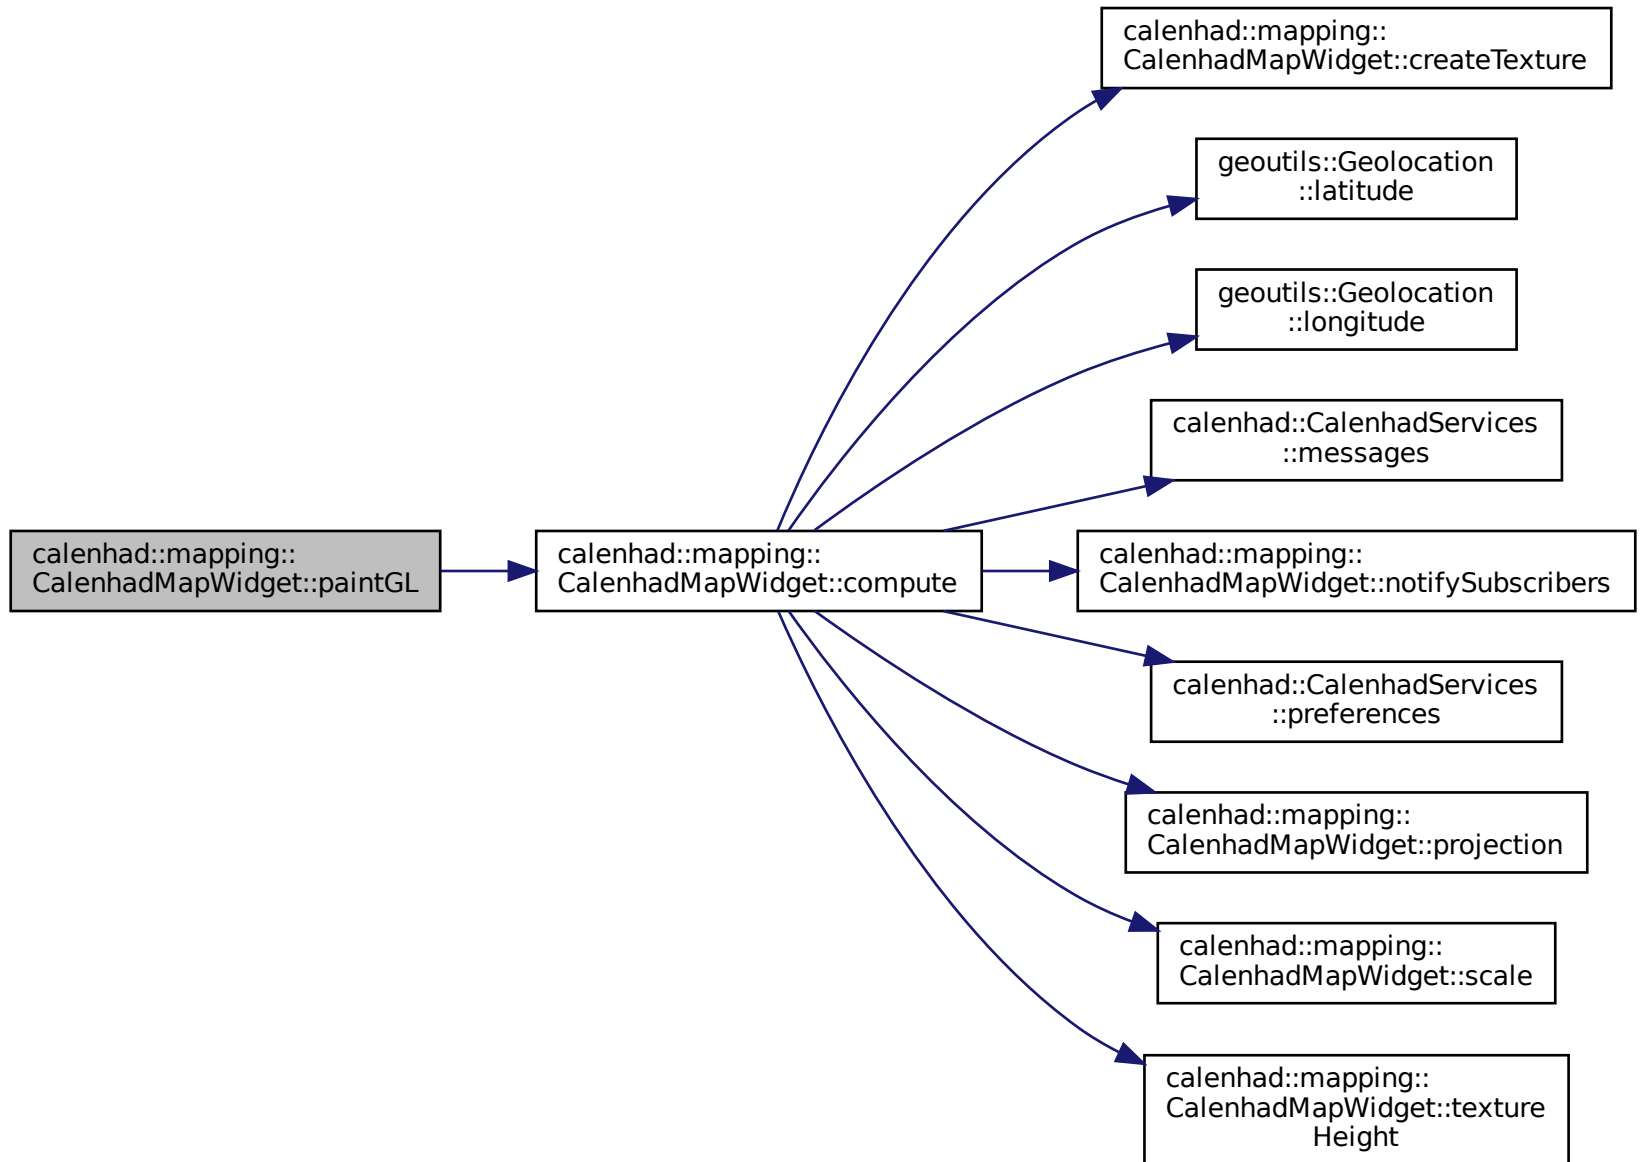 calenhad::mapping::
CalenhadMapWidget::createTexture
geoutils::Geolocation
::latitude
geoutils::Geolocation
::longitude
calenhad::CalenhadServices
::messages
calenhad::mapping::
CalenhadMapWidget::paintGL
calenhad::mapping::
CalenhadMapWidget::compute
calenhad::mapping::
CalenhadMapWidget::notifySubscribers
calenhad::CalenhadServices
::preferences
calenhad::mapping::
CalenhadMapWidget::projection
calenhad::mapping::
CalenhadMapWidget::scale
calenhad::mapping::
CalenhadMapWidget::texture
Height